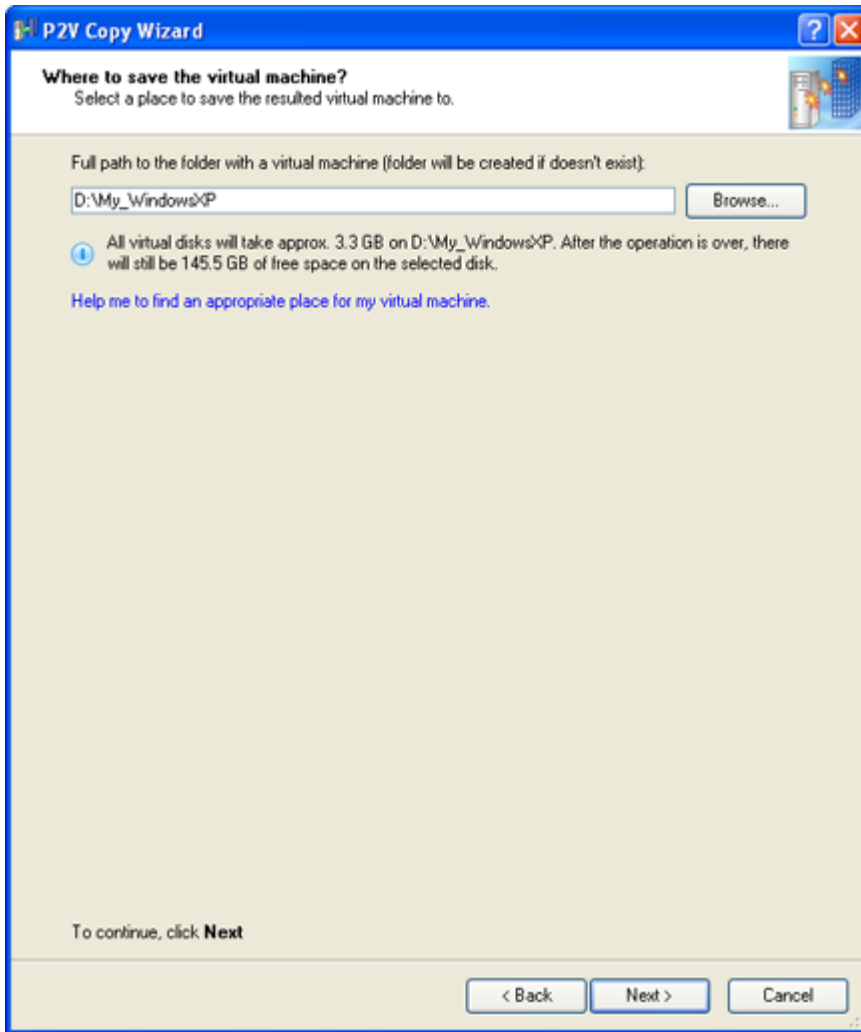 P2V Copy Wizard
Where to save the virtual machine?
Select a place to save the resulted virtual machine to.
Full path to the folder with a virtual machine (folder will be created if doesn't exist):
D:\My_WindowsXP
Browse...
All virtual disks will take approx. 3.3 GB on D:\My_WindowsXP. After the operation is over, there
will still be 145.5 GB of free space on the selected disk.
Help me to find an appropriate place for my virtual machine.
To continue, click Next
< Back
Next >
Cancel